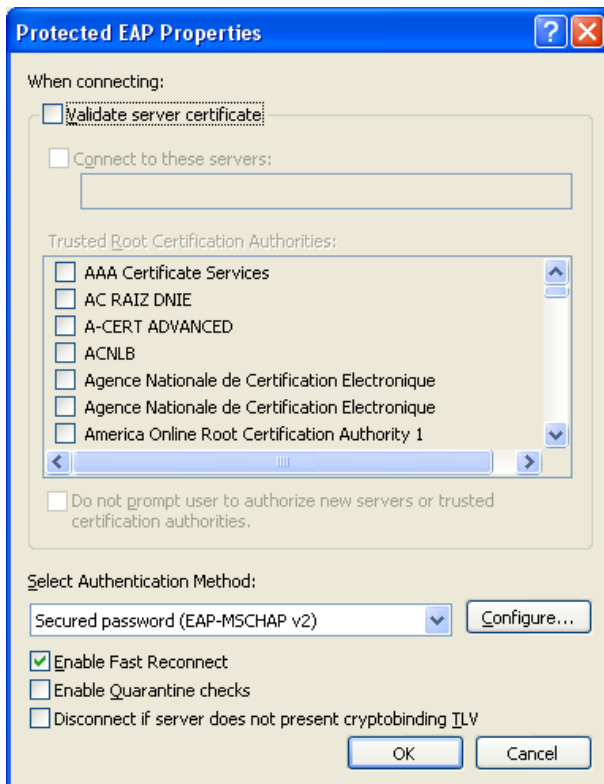 Protected EAP Properties
When connecting:
Validate server certificate
Connect to these servers:
Trusted Root Certification Authorities:
AAA Certificate Services
AC RAIZ DNIE
A-CERT ADVANCED
ACNLB
Agence Nationale de Certification Electronique
Agence Nationale de Certification Electronique
America Online Root Certification Authority 1
Do not prompt user to authorize new servers or trusted
certification authorities.
Select Authentication Method:
Secured password (EAP-MSCHAP v2)
Configure...
Enable Fast Reconnect
Enable Quarantine checks
Disconnect if server does not present cryptobinding TLV
OK
Cancel